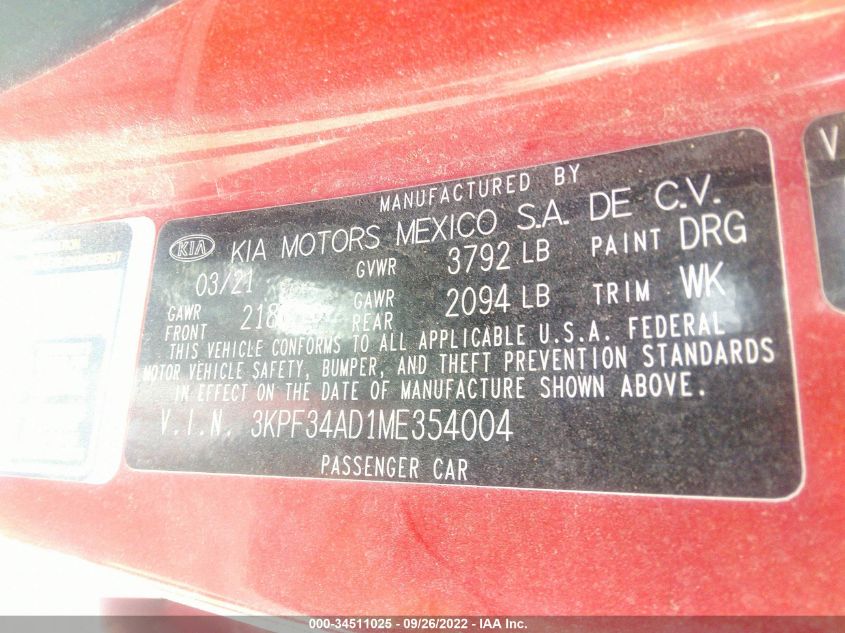 MANUFACTURED BY
KIA KIA MOTORS MEXICO S.A. DE C.V.
03/21 GVWR 3792 LB PAINT DRG
GAWR FRONT GAWR REAR 2094 LB TRIM WK
THIS VEHICLE CONFORMS TO ALL APPLICABLE U.S.A. FEDERAL
MOTOR VEHICLE SAFETY, BUMPER, AND THEFT PREVENTION STANDARDS
IN EFFECT ON THE DATE OF MANUFACTURE SHOWN ABOVE.
V.I.N. 3KPF34AD1ME354004
PASSENGER CAR
V
000-34511025 - 09/26/2022 - IAA Inc.